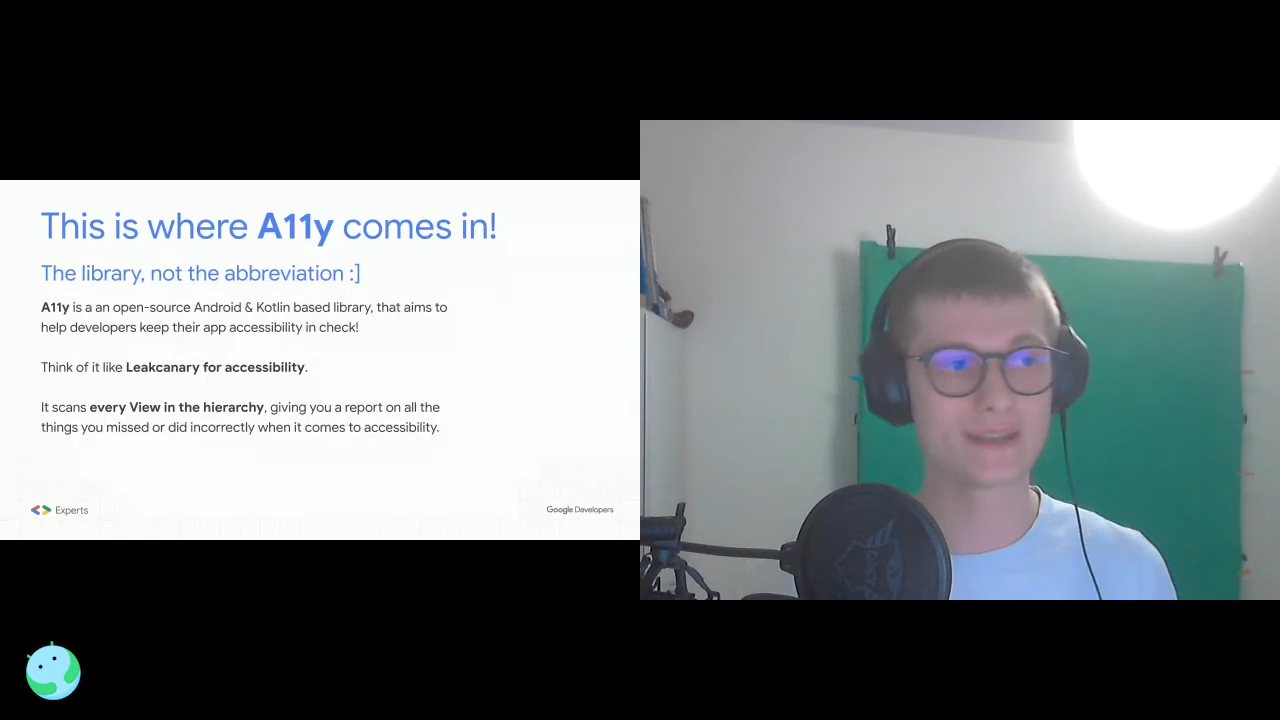 This is where A11y comes in!
The library, not the abbreviation :]
A11y is a an open-source Android & Kotlin based library, that aims to
help developers keep their app accessibility in check!
Think of it like Leakcanary for accessibility.
It scans every View in the hierarchy, giving you a report on all the
things you missed or did incorrectly when it comes to accessibility.
Experts
Google Developers